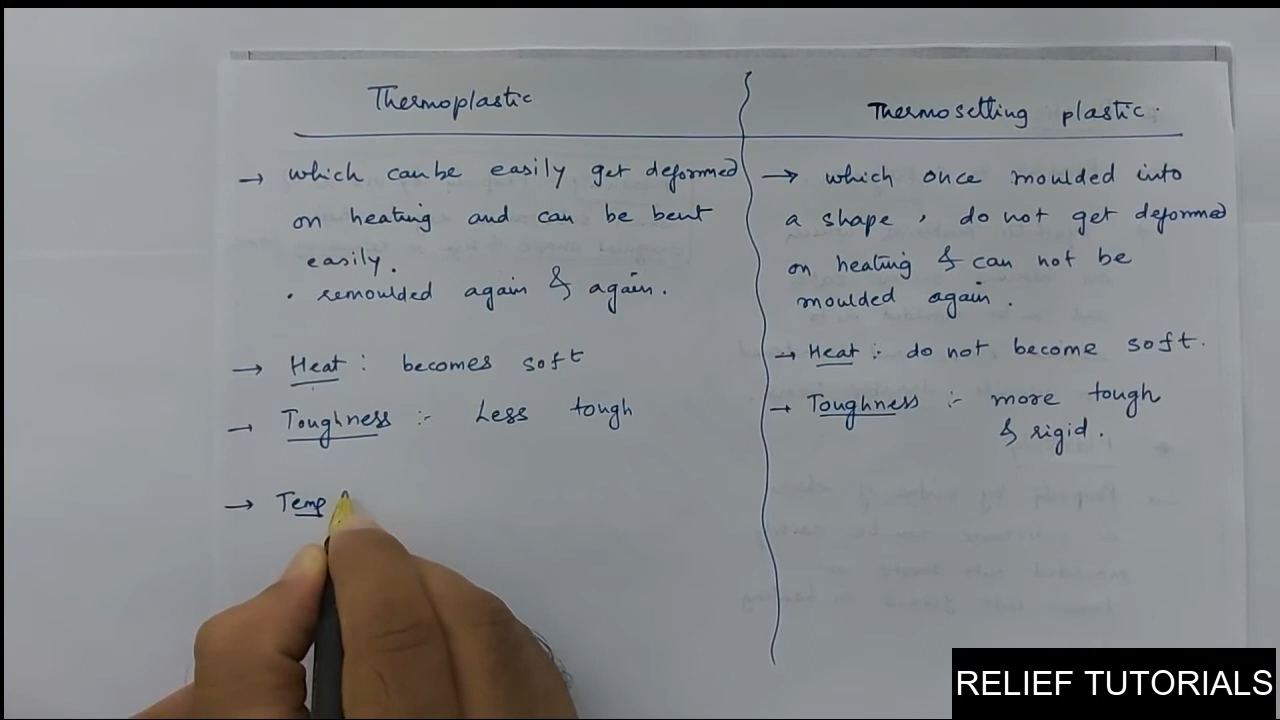 Thermoplastic
→ which can be easily get deformed
on heating and can be bent
easily.
• remoulded again & again.
→ Heat : becomes soft
→ Toughness :- Less tough
→ Temp
Thermosetting plastic.
→ which once moulded into
a shape, do not get deformed
on heating & can not be
moulded again.
→ Heat :- do not become soft.
→ Toughness :- more tough
& rigid.
RELIEF TUTORIALS